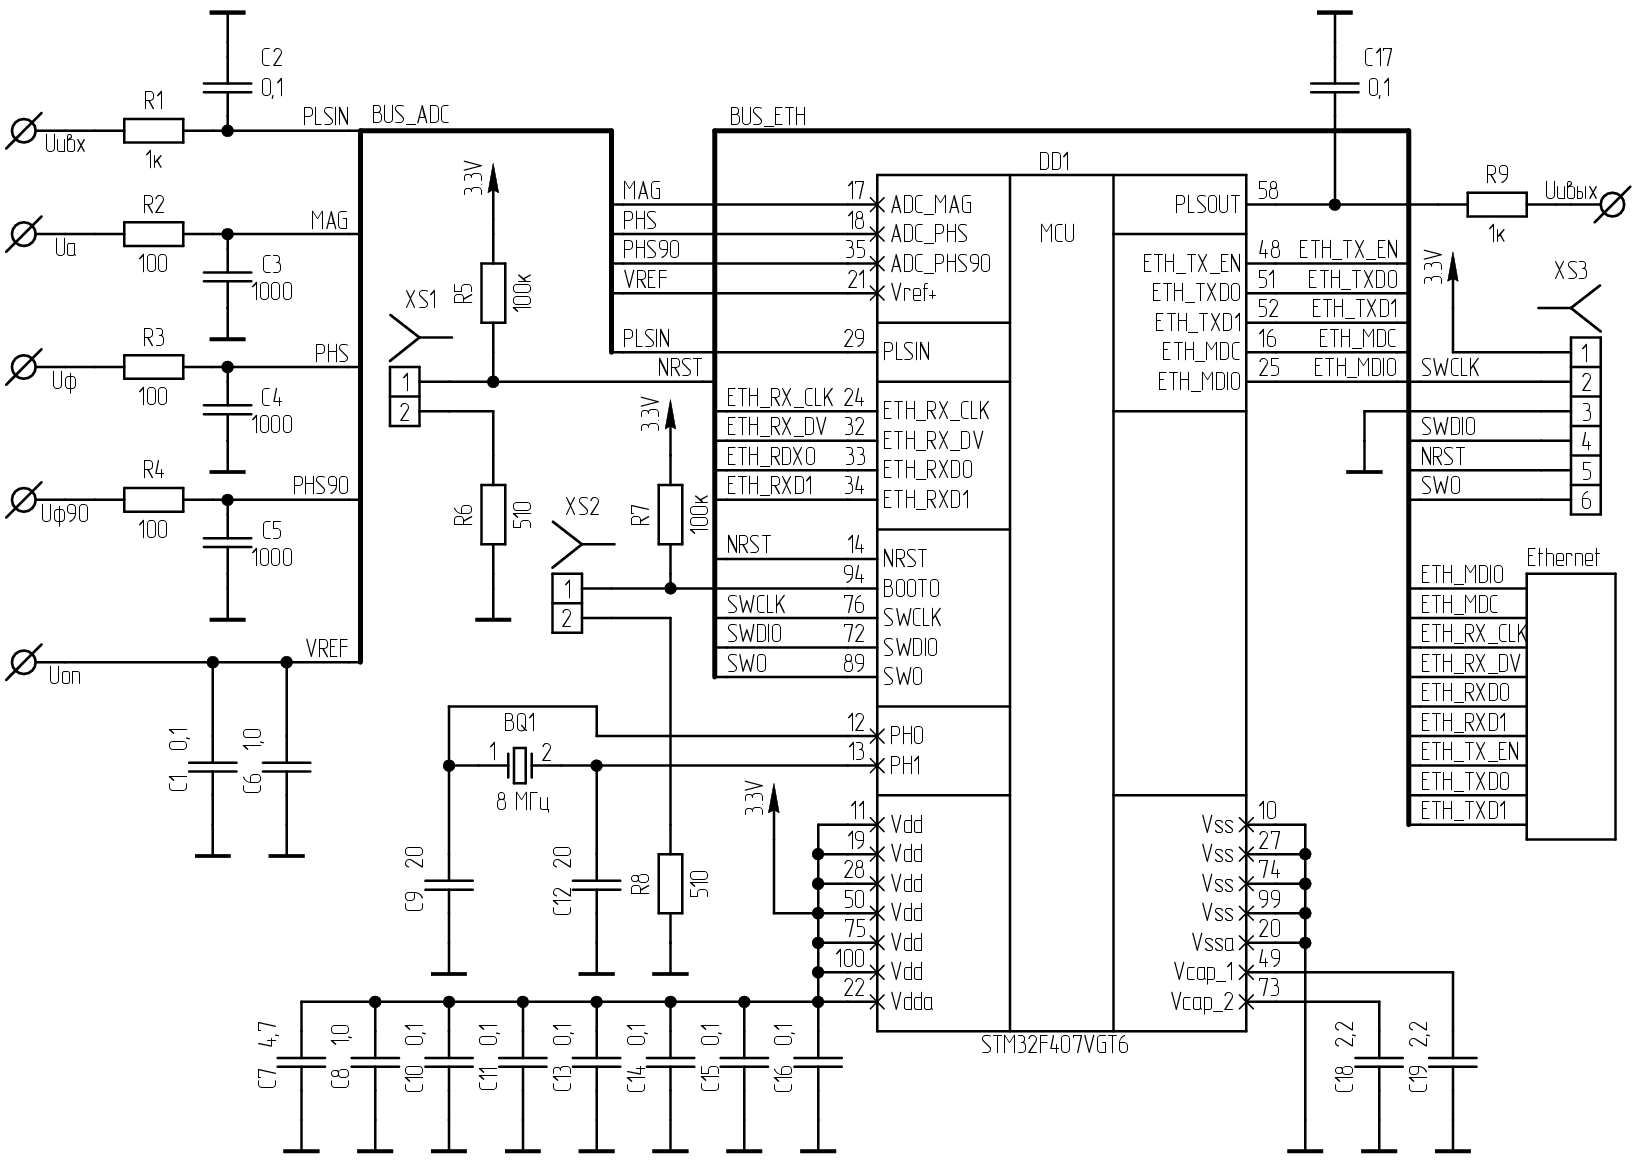 C2
0,1
R1
PLSIN
Uивх
1к
R2
MAG
Uа
100
C3
1000
R3
PHS
Uф
100
C4
1000
R4
PHS90
Uф90
100
C5
1000
VREF
Uоп
C1 0,1
C6 1,0
BUS_ADC
3.3V
R5
100к
XS1
1
2
R6
510
MAG
PHS
PHS90
VREF
PLSIN
NRST
BUS_ETH
17
18
35
21
29
ETH_RX_CLK 24
ETH_RX_DV 32
ETH_RDX0 33
ETH_RXD1 34
3.3V
R7
100к
XS2
1
2
NRST 14
94
SWCLK 76
SWDIO 72
SWO 89
BQ1
1
2
8 МГц
12
13
C9 20
C12 20
R8
510
3.3V
11
19
28
50
75
100
22
DD1
MCU
ADC_MAG
ADC_PHS
ADC_PHS90
Vref+
PLSIN
ETH_RX_CLK
ETH_RX_DV
ETH_RXD0
ETH_RXD1
NRST
BOOT0
SWCLK
SWDIO
SWO
PH0
PH1
Vdd
Vdd
Vdd
Vdd
Vdd
Vdd
Vdda
PLSOUT
ETH_TX_EN
ETH_TXD0
ETH_TXD1
ETH_MDC
ETH_MDIO
Vss
Vss
Vss
Vss
Vssa
Vcap_1
Vcap_2
STM32F407VGT6
58
48 ETH_TX_EN
51 ETH_TXD0
52 ETH_TXD1
16 ETH_MDC
25 ETH_MDIO
10
27
74
99
20
49
73
C17
0,1
R9
Uивых
1к
3.3V
XS3
1
SWCLK
2
3
SWDIO
4
NRST
5
SWO
6
Ethernet
ETH_MDIO
ETH_MDC
ETH_RX_CLK
ETH_RX_DV
ETH_RXD0
ETH_RXD1
ETH_TX_EN
ETH_TXD0
ETH_TXD1
C7 4,7
C8 1,0
C10 0,1
C11 0,1
C13 0,1
C14 0,1
C15 0,1
C16 0,1
C18 2,2
C19 2,2